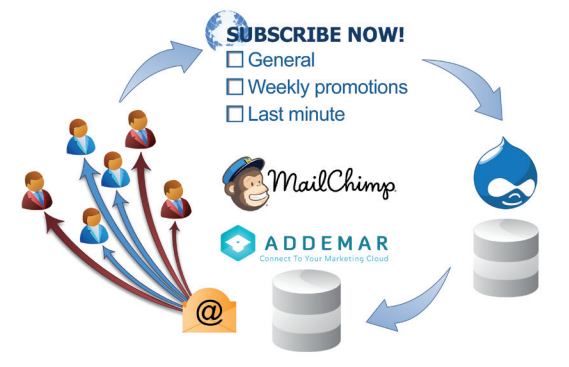 SUBSCRIBE NOW!
General
Weekly promotions
Last minute
MailChimp
ADDEMAR
Connect To Your Marketing Cloud
@